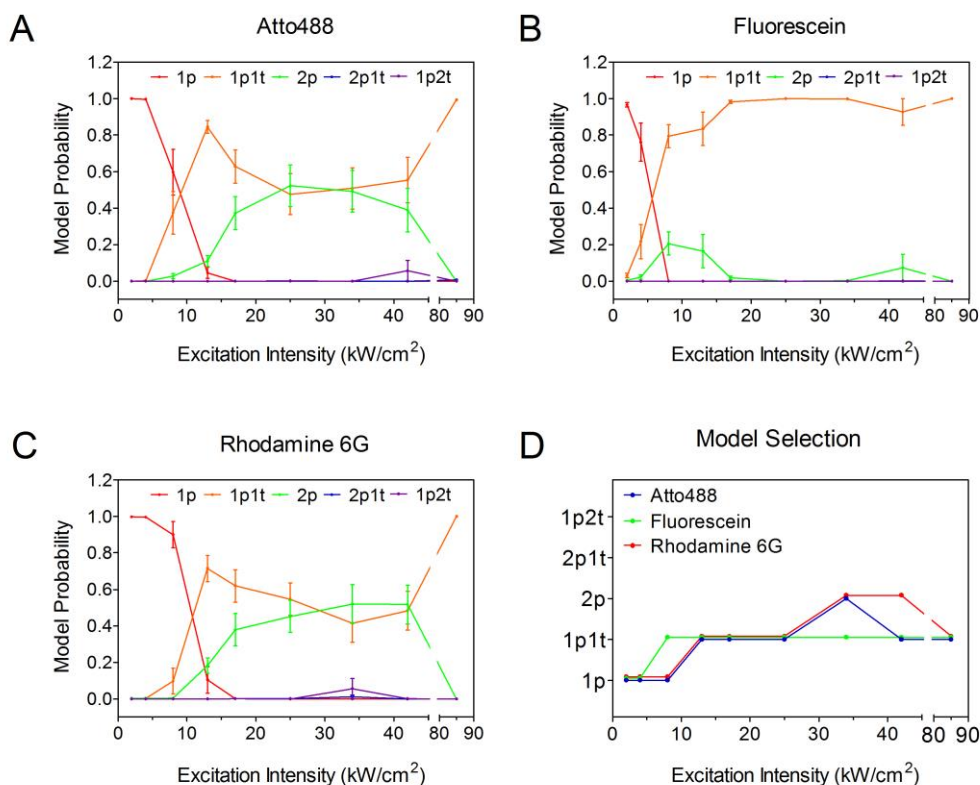 A
Atto488
1p 1p1t 2p 2p1t 1p2t
Model Probability
1.2
1.0
0.8
0.6
0.4
0.2
0.0
0 10 20 30 40 80 90
Excitation Intensity (kW/cm²)
B
Fluorescein
1p 1p1t 2p 2p1t 1p2t
Model Probability
1.2
1.0
0.8
0.6
0.4
0.2
0.0
0 10 20 30 40 80 90
Excitation Intensity (kW/cm²)
C
Rhodamine 6G
1p 1p1t 2p 2p1t 1p2t
Model Probability
1.2
1.0
0.8
0.6
0.4
0.2
0.0
0 10 20 30 40 80 90
Excitation Intensity (kW/cm²)
D
Model Selection
Atto488
Fluorescein
Rhodamine 6G
1p2t
2p1t
2p
1p1t
1p
0 10 20 30 40 80 90
Excitation Intensity (kW/cm²)